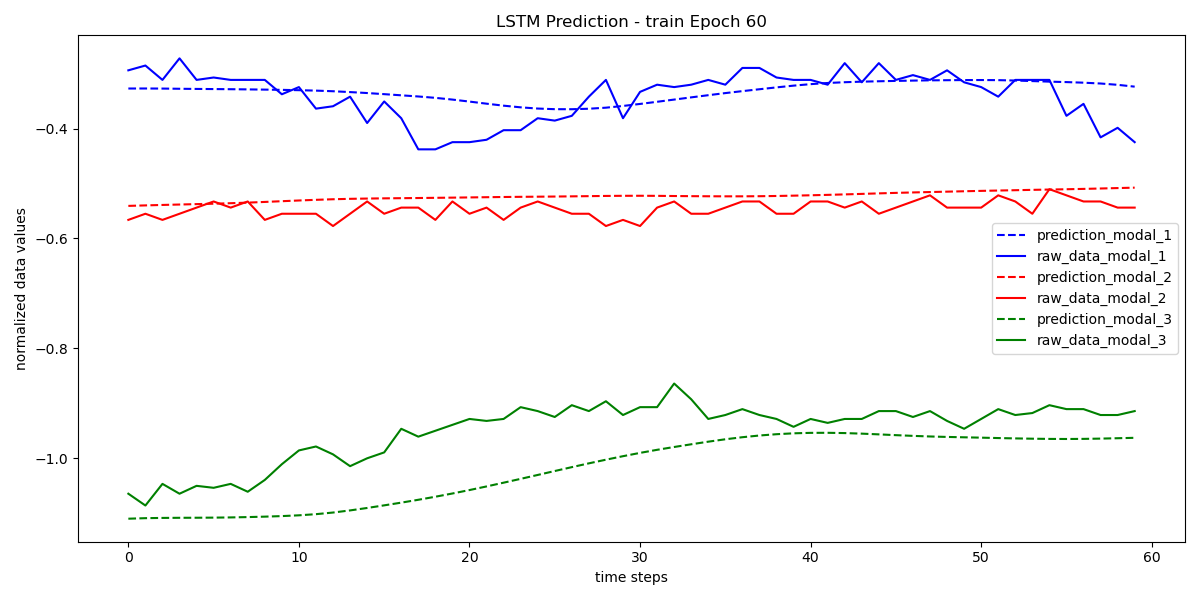 LSTM Prediction - train Epoch 60
normalized data values
−0.4
−0.6
−0.8
−1.0
prediction_modal_1
raw_data_modal_1
prediction_modal_2
raw_data_modal_2
prediction_modal_3
raw_data_modal_3
0 10 20 30 40 50 60
time steps